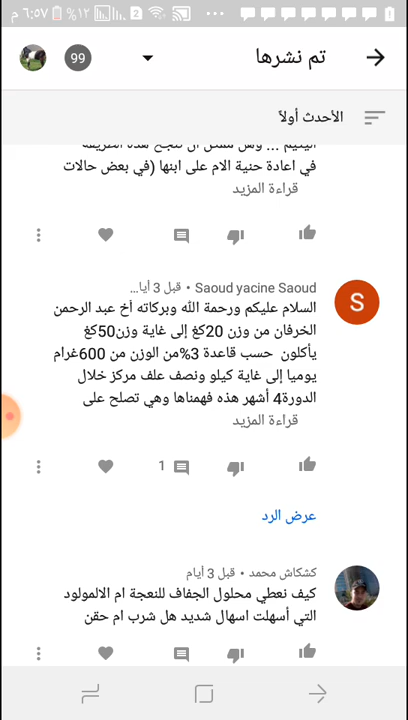 م ٦:٥٧
%١٢
2
تم نشرها
99
الأحدث أولاً
في اعادة حنية الام على ابنها (في بعض حالات
قراءة المزيد
Saoud yacine Saoud • قبل 3 أيا...
S
السلام عليكم ورحمة الله وبركاته أخ عبد الرحمن
الخرفان من وزن 20كغ إلى غاية وزن50كغ
يأكلون حسب قاعدة 3%من الوزن من 600غرام
يوميا إلى غاية كيلو ونصف علف مركز خلال
الدورة4 أشهر هذه فهمناها وهي تصلح على
قراءة المزيد
1
عرض الرد
كشكاش محمد • قبل 3 أيام
كيف نعطي محلول الجفاف للنعجة ام الالمولود
التي أسهلت اسهال شديد هل شرب ام حقن